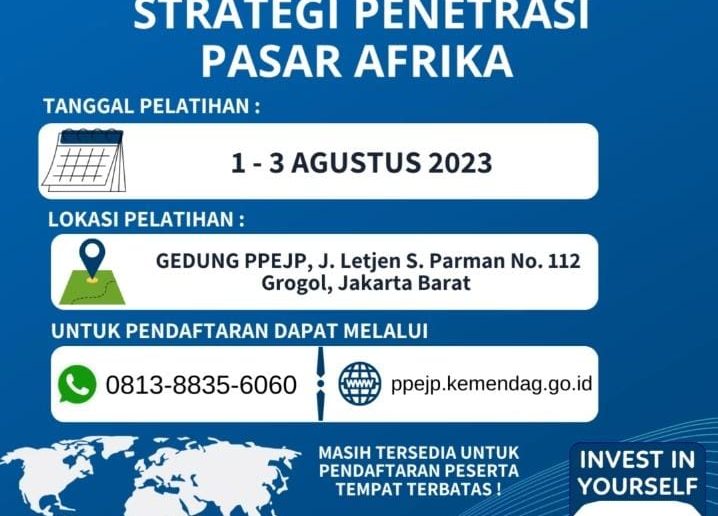 STRATEGI PENETRASI
PASAR AFRIKA
TANGGAL PELATIHAN :
1 - 3 AGUSTUS 2023
LOKASI PELATIHAN :
GEDUNG PPEJP, J. Letjen S. Parman No. 112
Grogol, Jakarta Barat
UNTUK PENDAFTARAN DAPAT MELALUI
0813-8835-6060
WWW
ppejp.kemendag.go.id
MASIH TERSEDIA UNTUK
PENDAFTARAN PESERTA
TEMPAT TERBATAS !
INVEST IN
YOURSELF